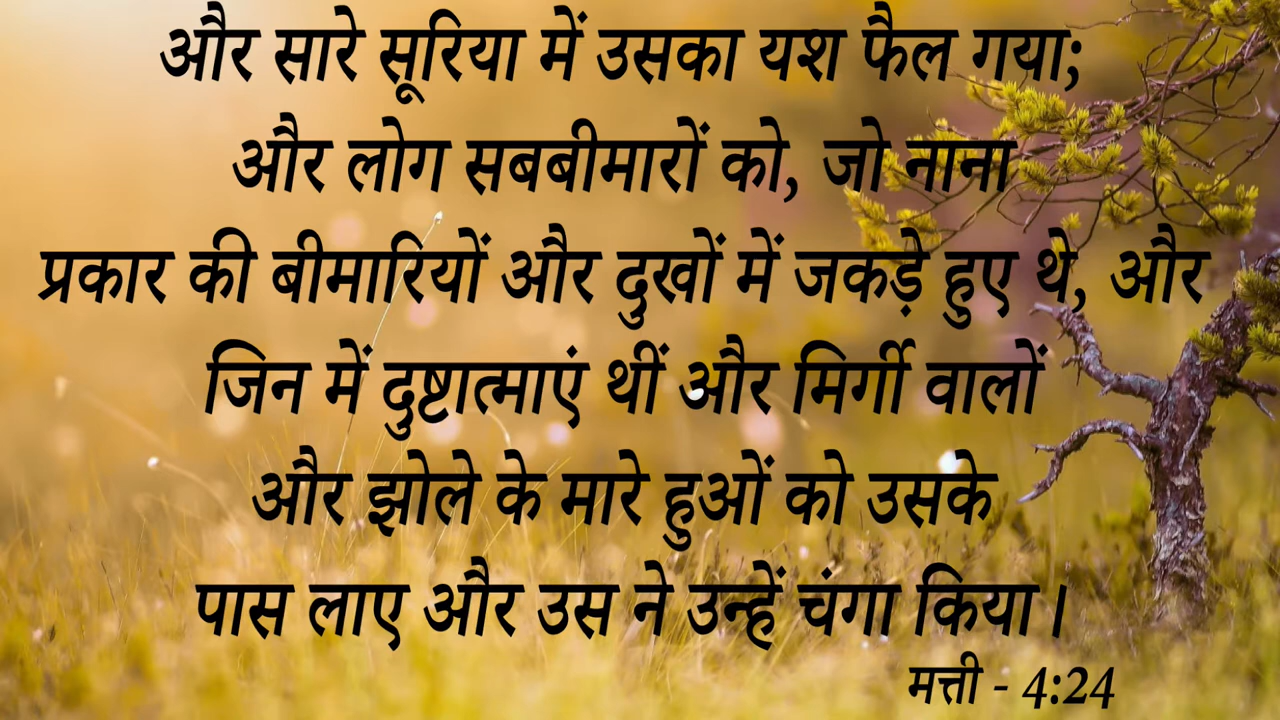 और सारे सूरिया में उसका यश फैल गया;
और लोग सबबीमारों को, जो नाना
प्रकार की बीमारियों और दुखों में जकड़े हुए थे, और
जिन में दुष्टात्माएं थीं और मिर्गी वालों
और झोले के मारे हुओं को उसके
पास लाए और उस ने उन्हें चंगा किया।
मत्ती - 4:24